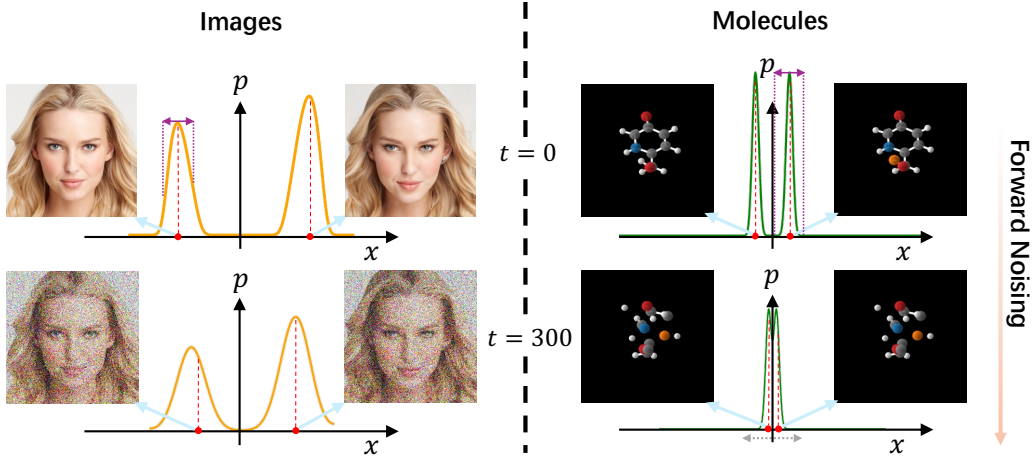 Images
Molecules
p
p
t = 0
x
x
p
p
t = 300
x
x
Forward Noising